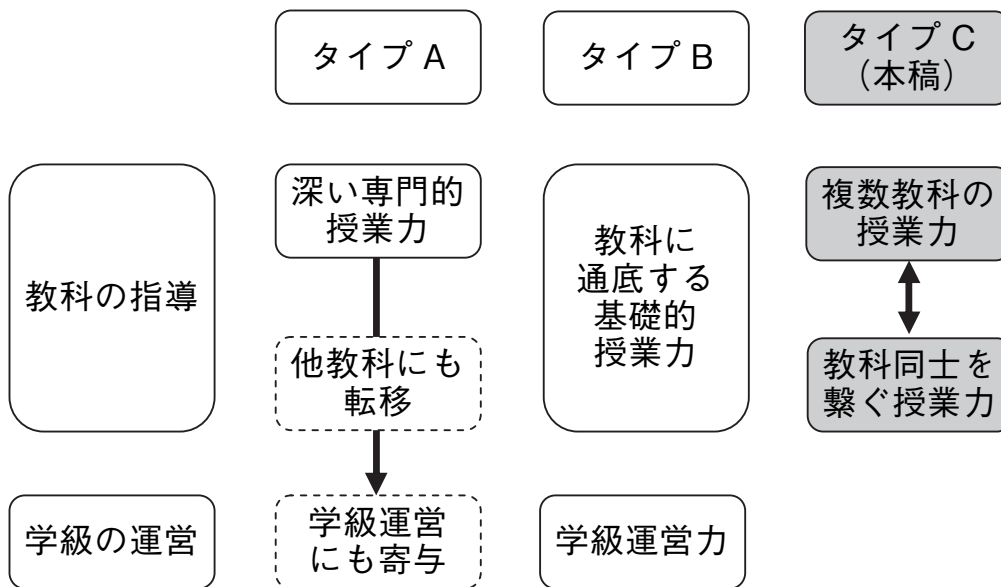 タイプ A
タイプ B
タイプ C
（本稿）
教科の指導
深い専門的
授業力
他教科にも
転移
教科に
通底する
基礎的
授業力
複数教科の
授業力
教科同士を
繋ぐ授業力
学級の運営
学級運営
にも寄与
学級運営力